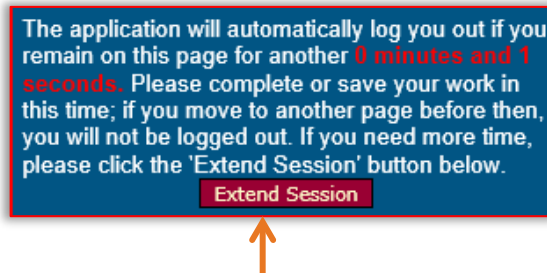 The application will automatically log you out if you
remain on this page for another 0 minutes and 1
seconds. Please complete or save your work in
this time; if you move to another page before then,
you will not be logged out. If you need more time,
please click the 'Extend Session' button below.
Extend Session